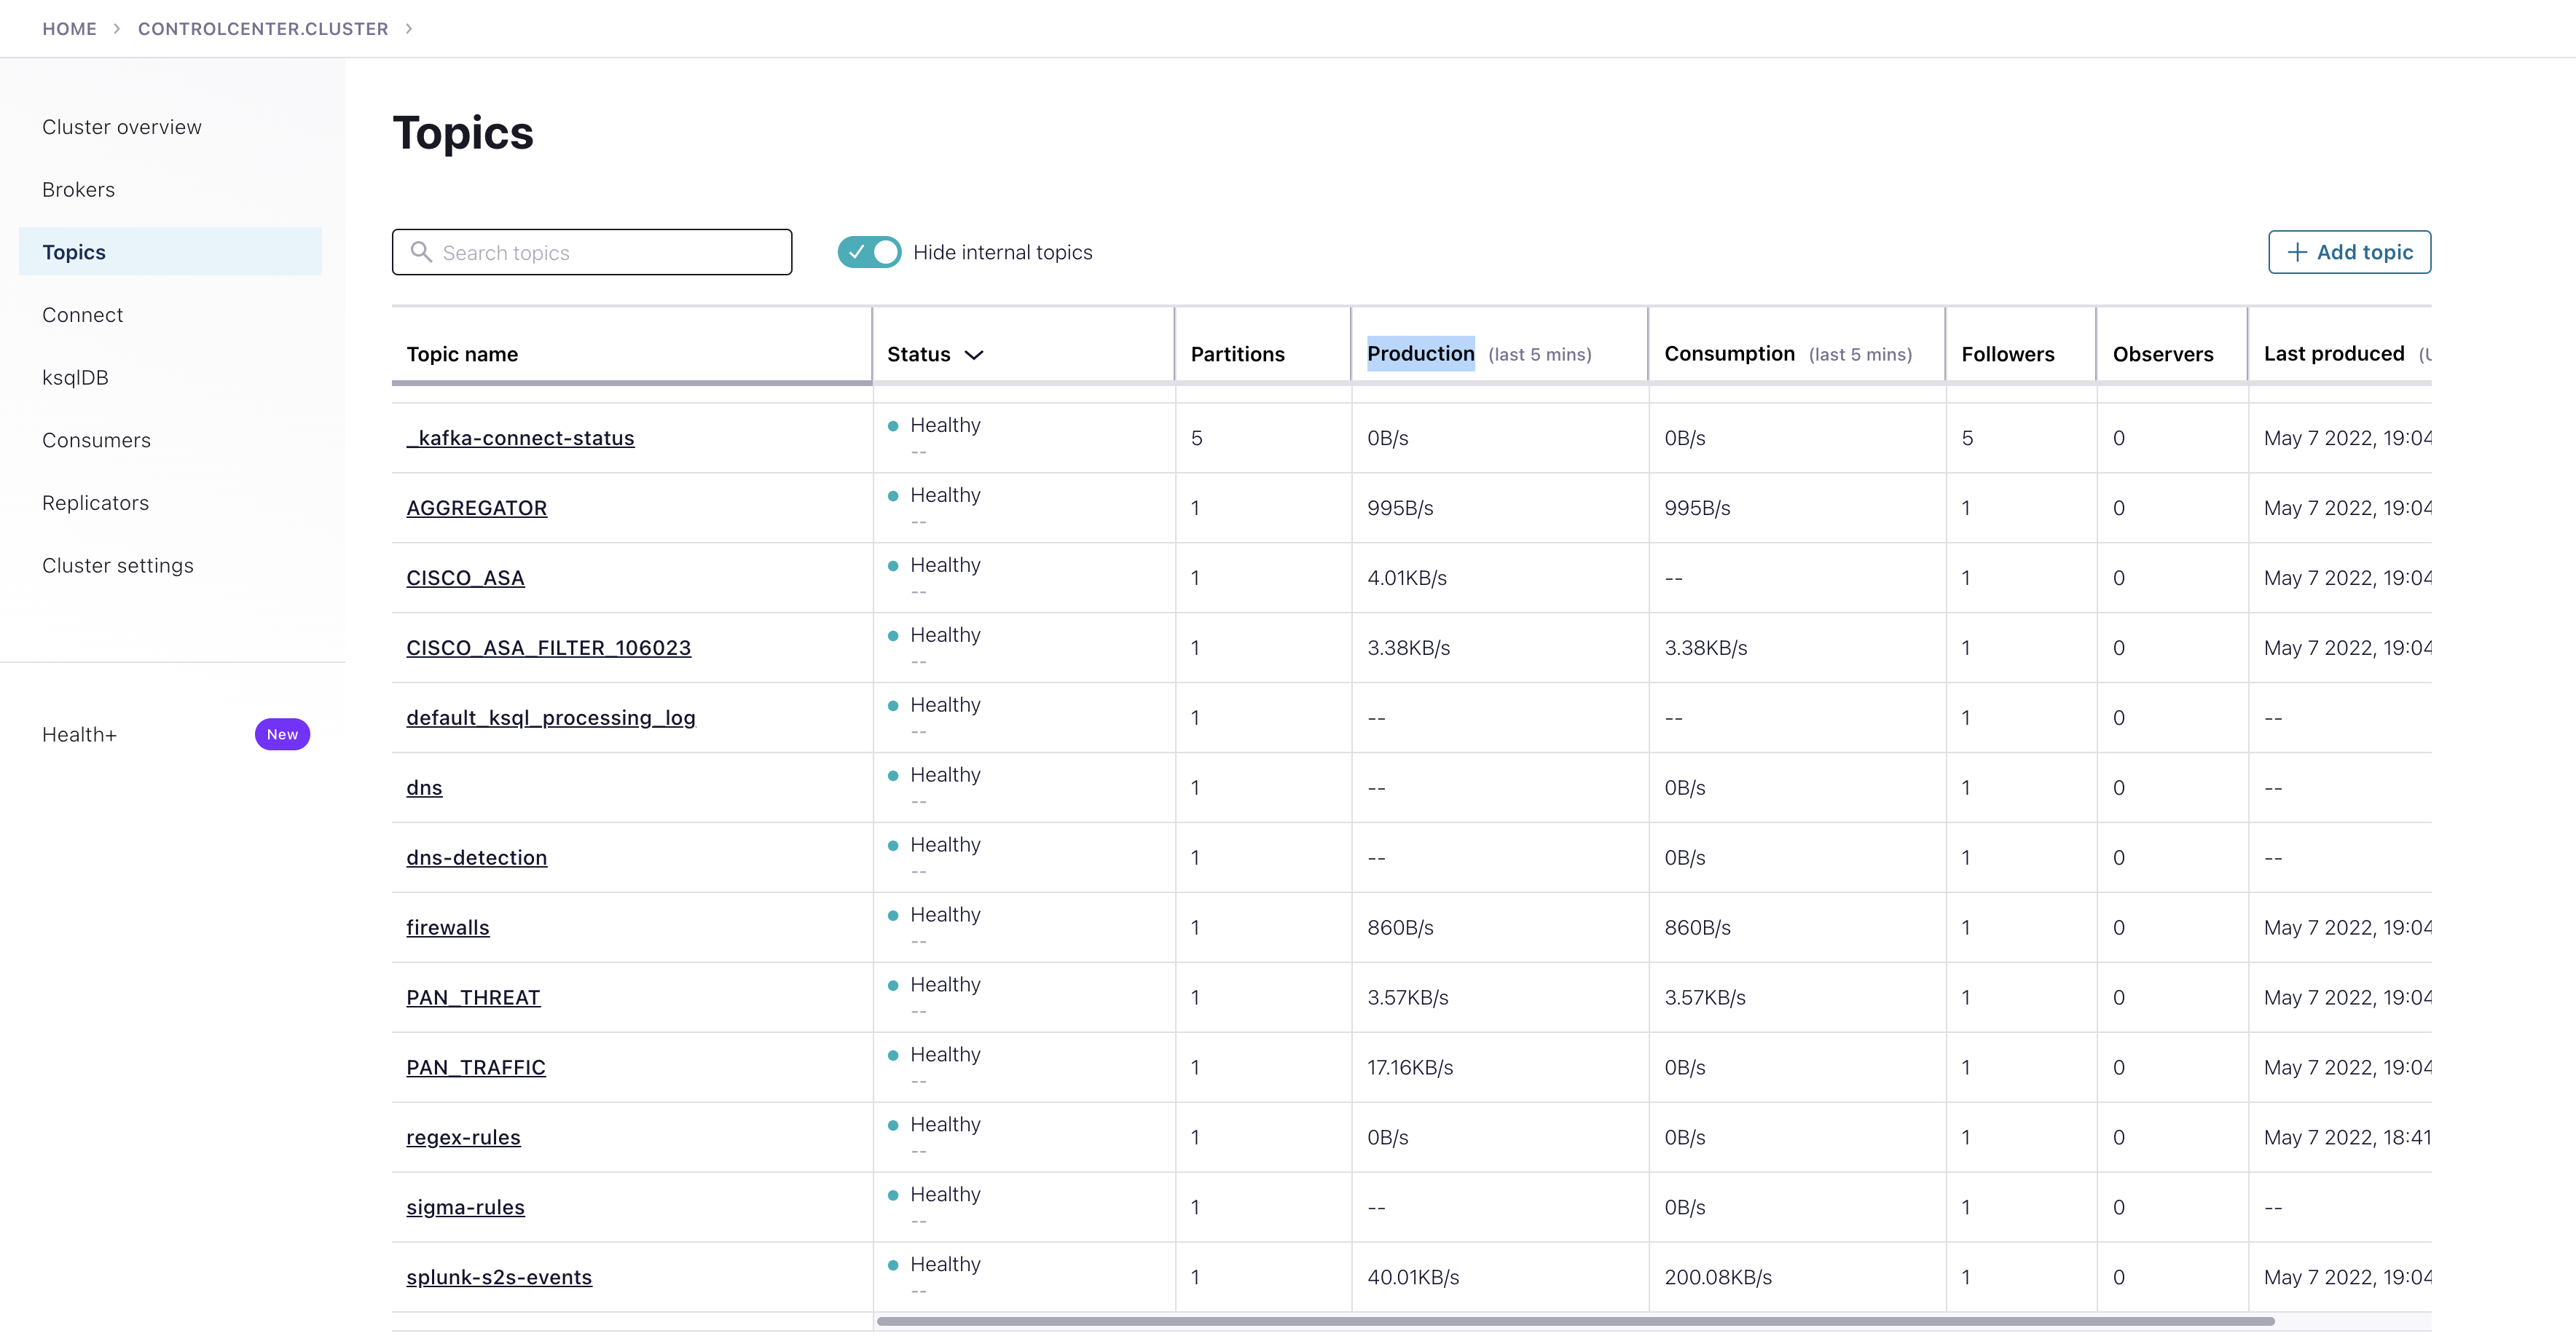 HOME > CONTROLCENTER.CLUSTER >
Cluster overview
Brokers
Topics
Connect
ksqlDB
Consumers
Replicators
Cluster settings
Health+ New
Topics
Search topics Hide internal topics + Add topic
Topic name Status Partitions Production (last 5 mins) Consumption (last 5 mins) Followers Observers Last produced (U
_kafka-connect-status Healthy -- 5 0B/s 0B/s 5 0 May 7 2022, 19:04
AGGREGATOR Healthy -- 1 995B/s 995B/s 1 0 May 7 2022, 19:04
CISCO_ASA Healthy -- 1 4.01KB/s -- 1 0 May 7 2022, 19:04
CISCO_ASA_FILTER_106023 Healthy -- 1 3.38KB/s 3.38KB/s 1 0 May 7 2022, 19:04
default_ksql_processing_log Healthy -- 1 -- -- 1 0 --
dns Healthy -- 1 -- 0B/s 1 0 --
dns-detection Healthy -- 1 -- 0B/s 1 0 --
firewalls Healthy -- 1 860B/s 860B/s 1 0 May 7 2022, 19:04
PAN_THREAT Healthy -- 1 3.57KB/s 3.57KB/s 1 0 May 7 2022, 19:04
PAN_TRAFFIC Healthy -- 1 17.16KB/s 0B/s 1 0 May 7 2022, 19:04
regex-rules Healthy -- 1 0B/s 0B/s 1 0 May 7 2022, 18:41
sigma-rules Healthy -- 1 -- 0B/s 1 0 --
splunk-s2s-events Healthy -- 1 40.01KB/s 200.08KB/s 1 0 May 7 2022, 19:04